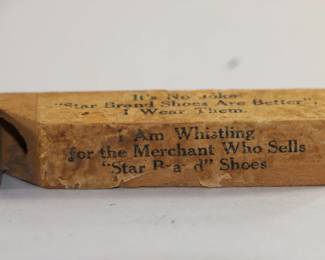 It's No Joke
"Star Brand Shoes Are Better"
I Wear Them.
I Am Whistling
for the Merchant Who Sells
"Star Brand" Shoes